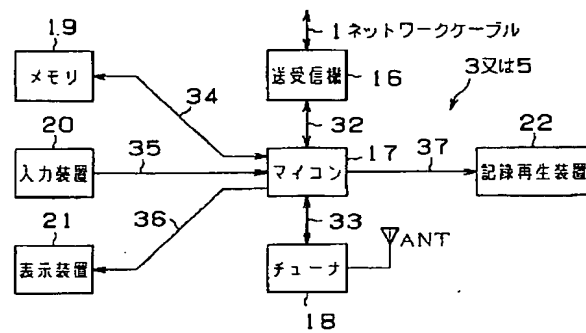 1 ネットワークケーブル
19
メモリ
送受信機
16
3又は5
34
32
20
入力装置
35
マイコン
17
37
22
記録再生装置
36
33
21
表示装置
チューナ
18
ANT